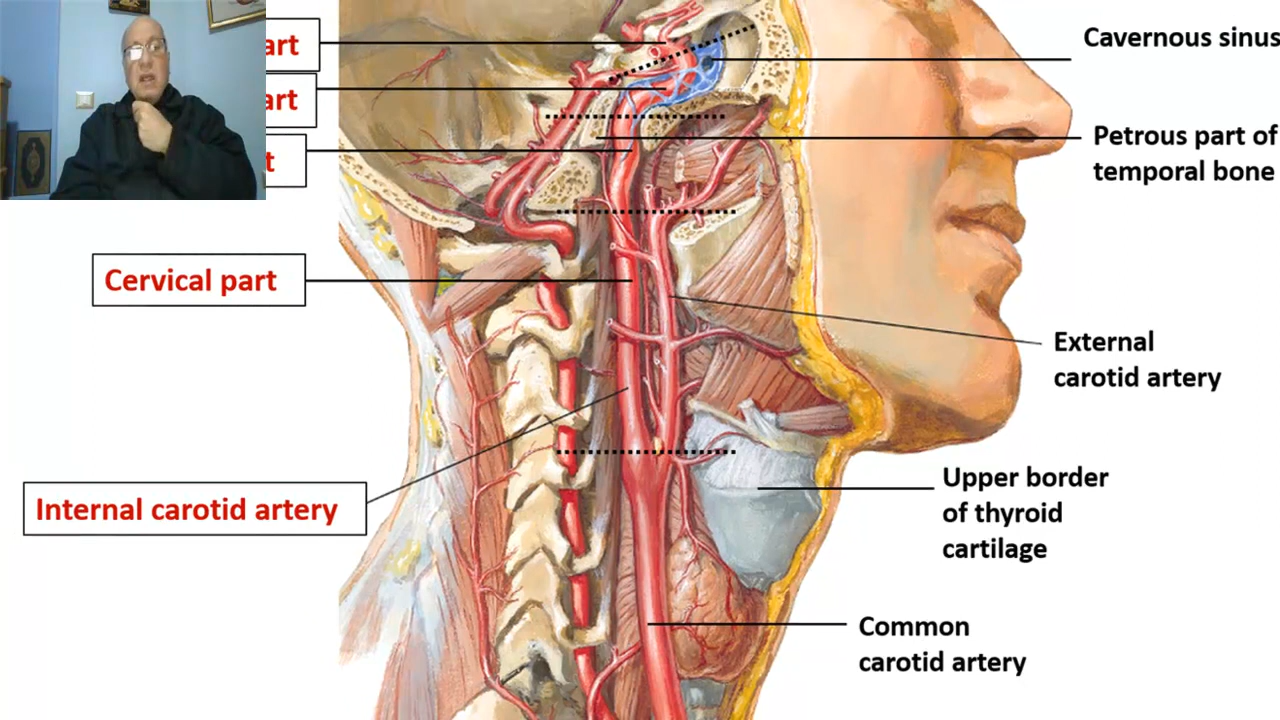 art
art
t
Cervical part
Internal carotid artery
Cavernous sinus
Petrous part of
temporal bone
External
carotid artery
Upper border
of thyroid
cartilage
Common
carotid artery